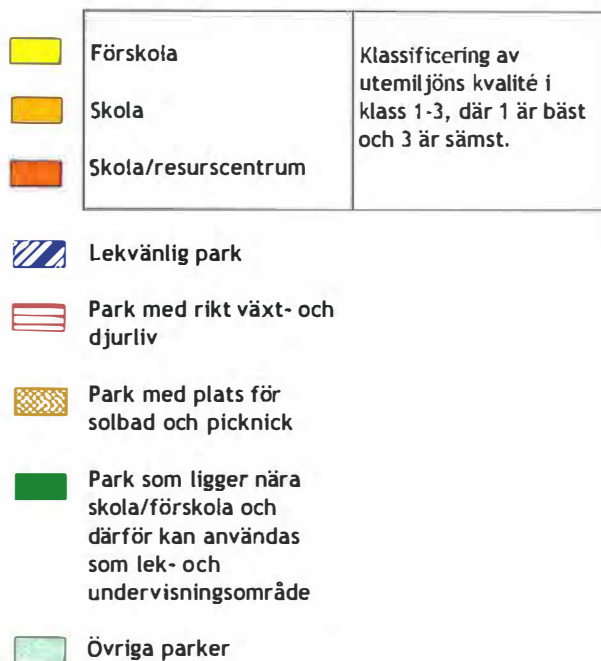 Förskola
Skola
Skola/resurscentrum
Klassificering av
utemiljöns kvalité i
klass 1-3, där 1 är bäst
och 3 är sämst.
Lekvänlig park
Park med rikt växt- och
djurliv
Park med plats för
solbad och picknick
Park som ligger nära
skola/förskola och
därför kan användas
som lek- och
undervisningsområde
Övriga parker